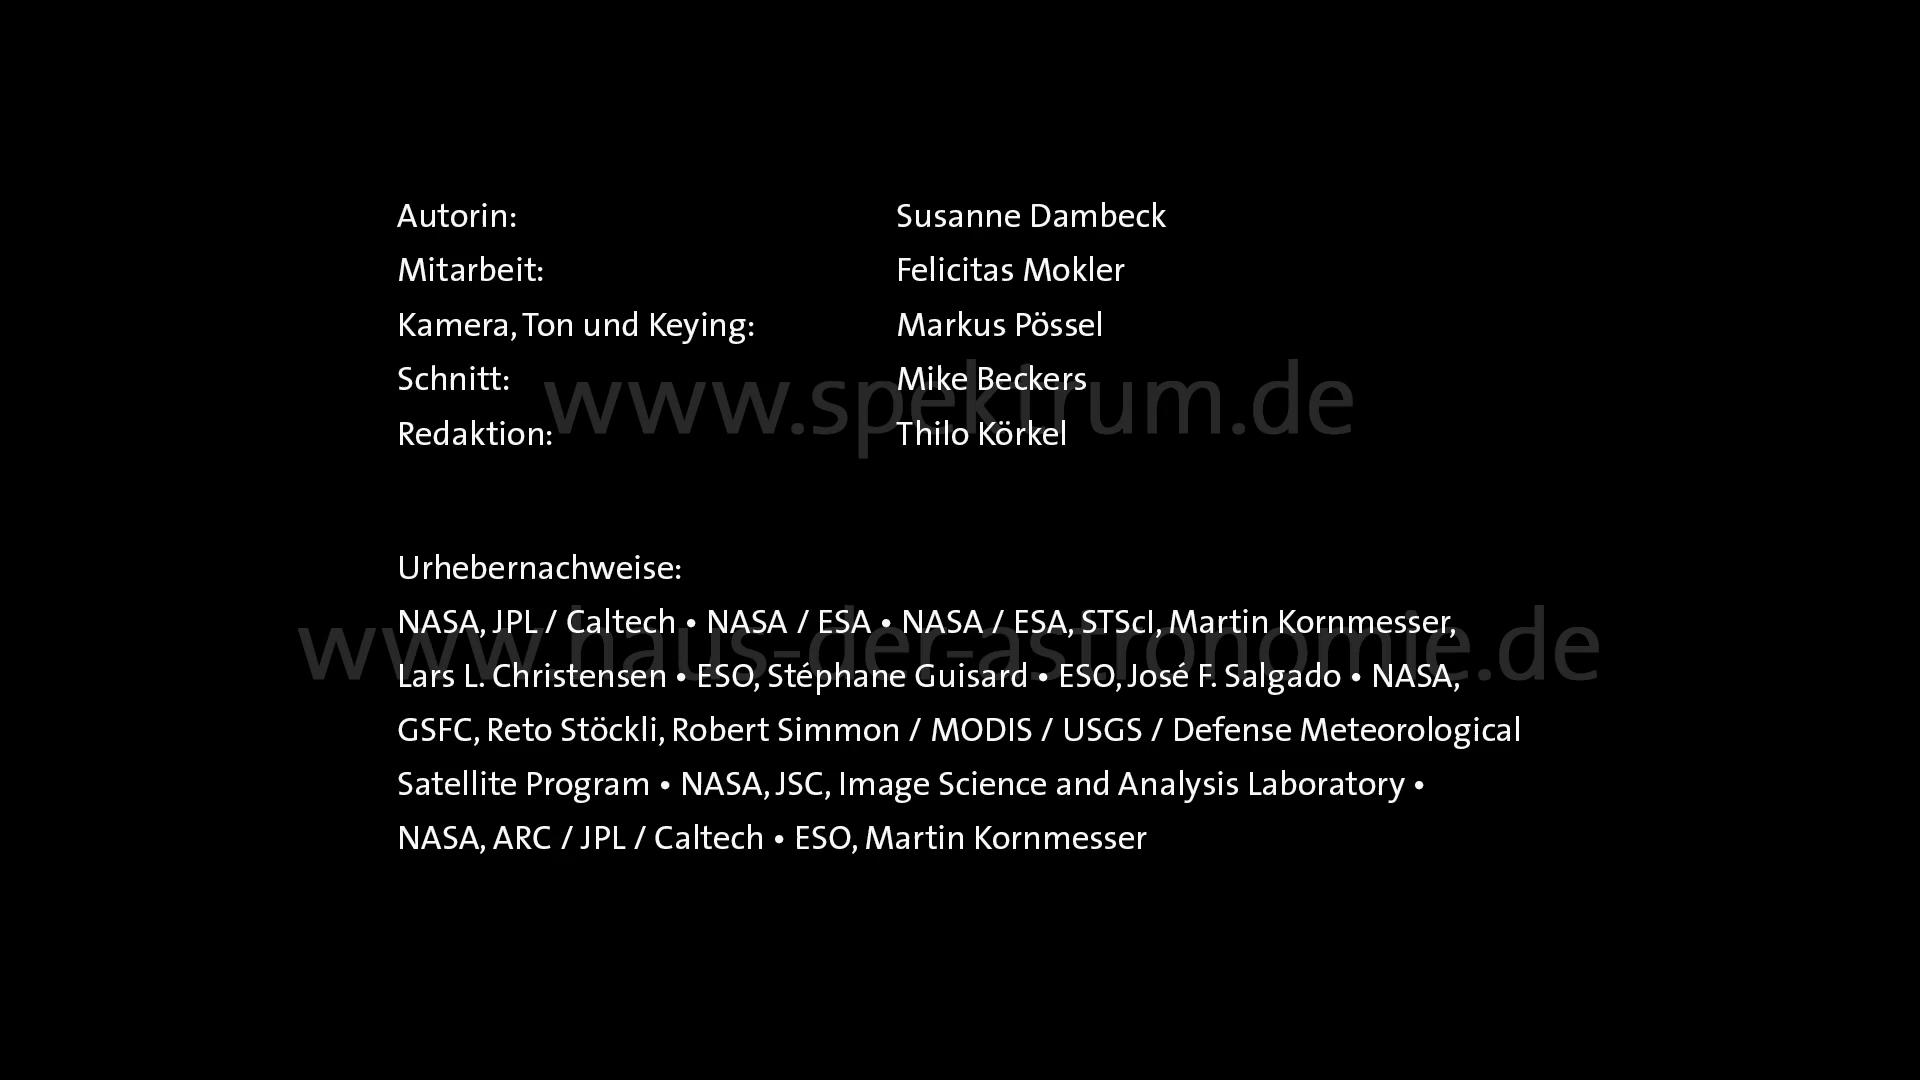 Autorin: Susanne Dambeck
Mitarbeit: Felicitas Mokler
Kamera, Ton und Keying: Markus Pössel
Schnitt: Mike Beckers
www.spektrum.de
Redaktion: Thilo Körkel
Urhebernachweise:
NASA, JPL / Caltech • NASA / ESA • NASA / ESA, STScI, Martin Kornmesser,
www.haus-der-astronomie.de
Lars L. Christensen • ESO, Stéphane Guisard • ESO, José F. Salgado • NASA,
GSFC, Reto Stöckli, Robert Simmon / MODIS / USGS / Defense Meteorological
Satellite Program • NASA, JSC, Image Science and Analysis Laboratory •
NASA, ARC / JPL / Caltech • ESO, Martin Kornmesser